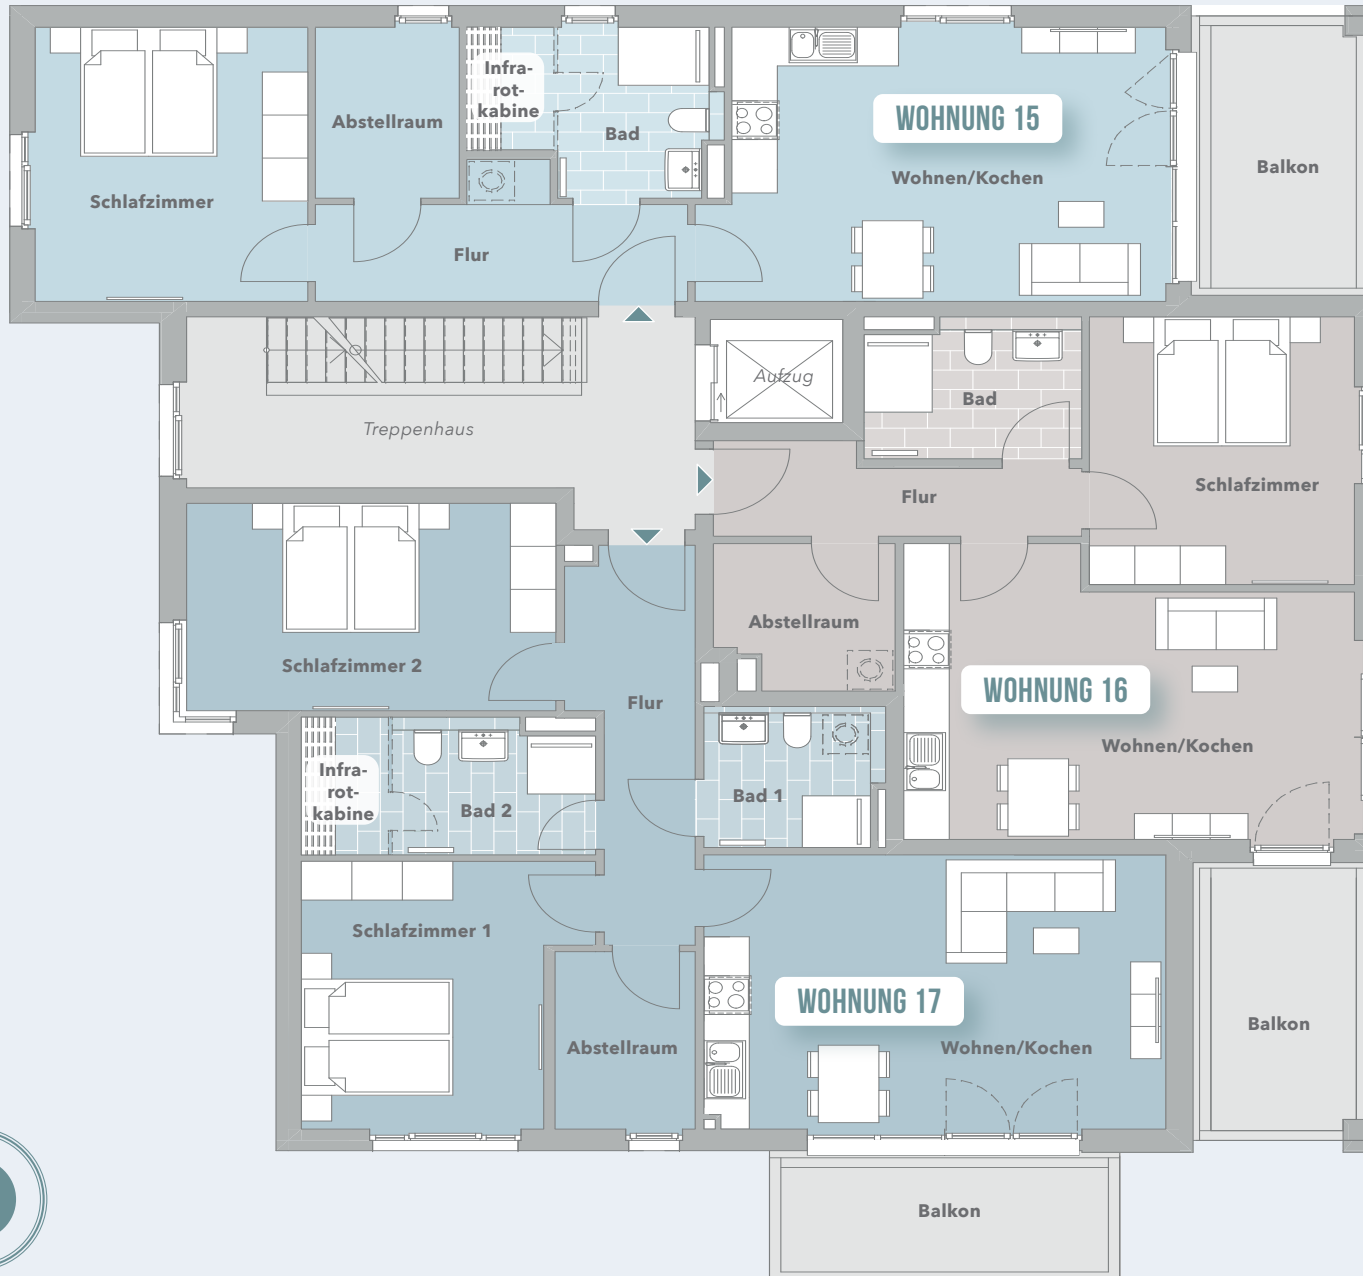 Infra-
rot-
kabine
Abstellraum
Bad
WOHNUNG 15
Wohnen/Kochen
Balkon
Schlafzimmer
Flur
Aufzug
Bad
Treppenhaus
Schlafzimmer
Flur
Abstellraum
Schlafzimmer 2
Flur
WOHNUNG 16
Wohnen/Kochen
Infra-
rot-
kabine
Bad 2
Bad 1
Schlafzimmer 1
WOHNUNG 17
Wohnen/Kochen
Abstellraum
Balkon
Balkon